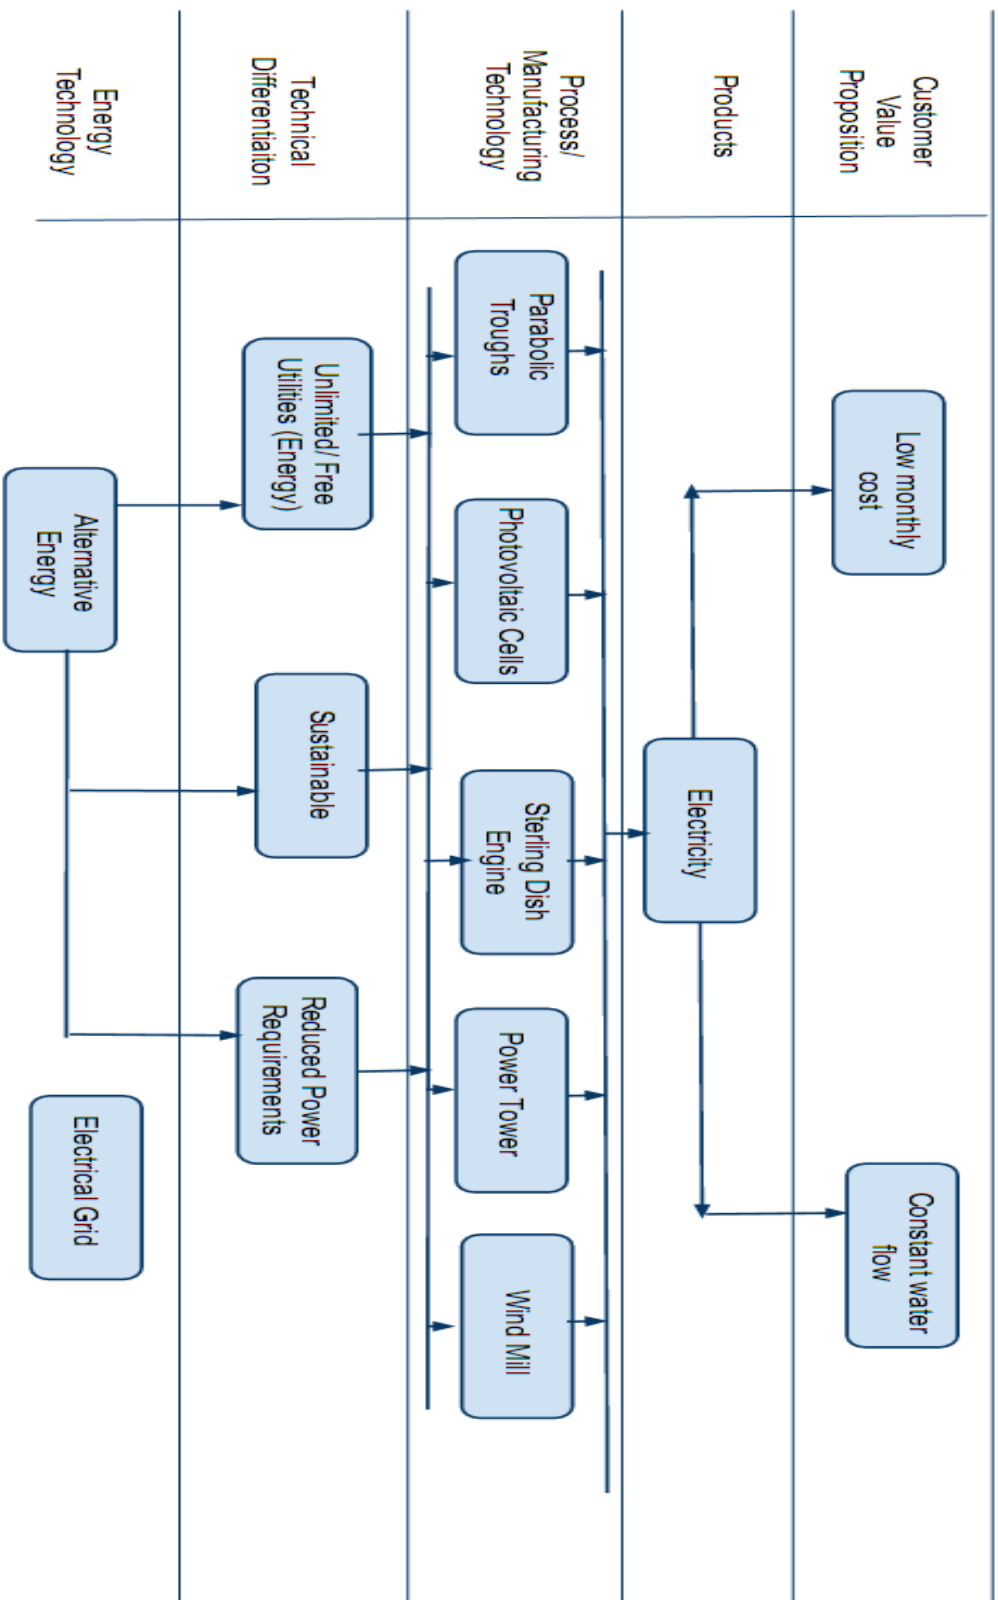 Customer
Value
Proposition
Low monthly
cost
Constant water
flow
Products
Electricity
Process/
Manufacturing
Technology
Parabolic
Troughs
Photovoltaic Cells
Sterling Dish
Engine
Power Tower
Wind Mill
Technical
Differentiaiton
Unlimited/ Free
Utilities (Energy)
Sustainable
Reduced Power
Requirements
Energy
Technology
Alternative
Energy
Electrical Grid